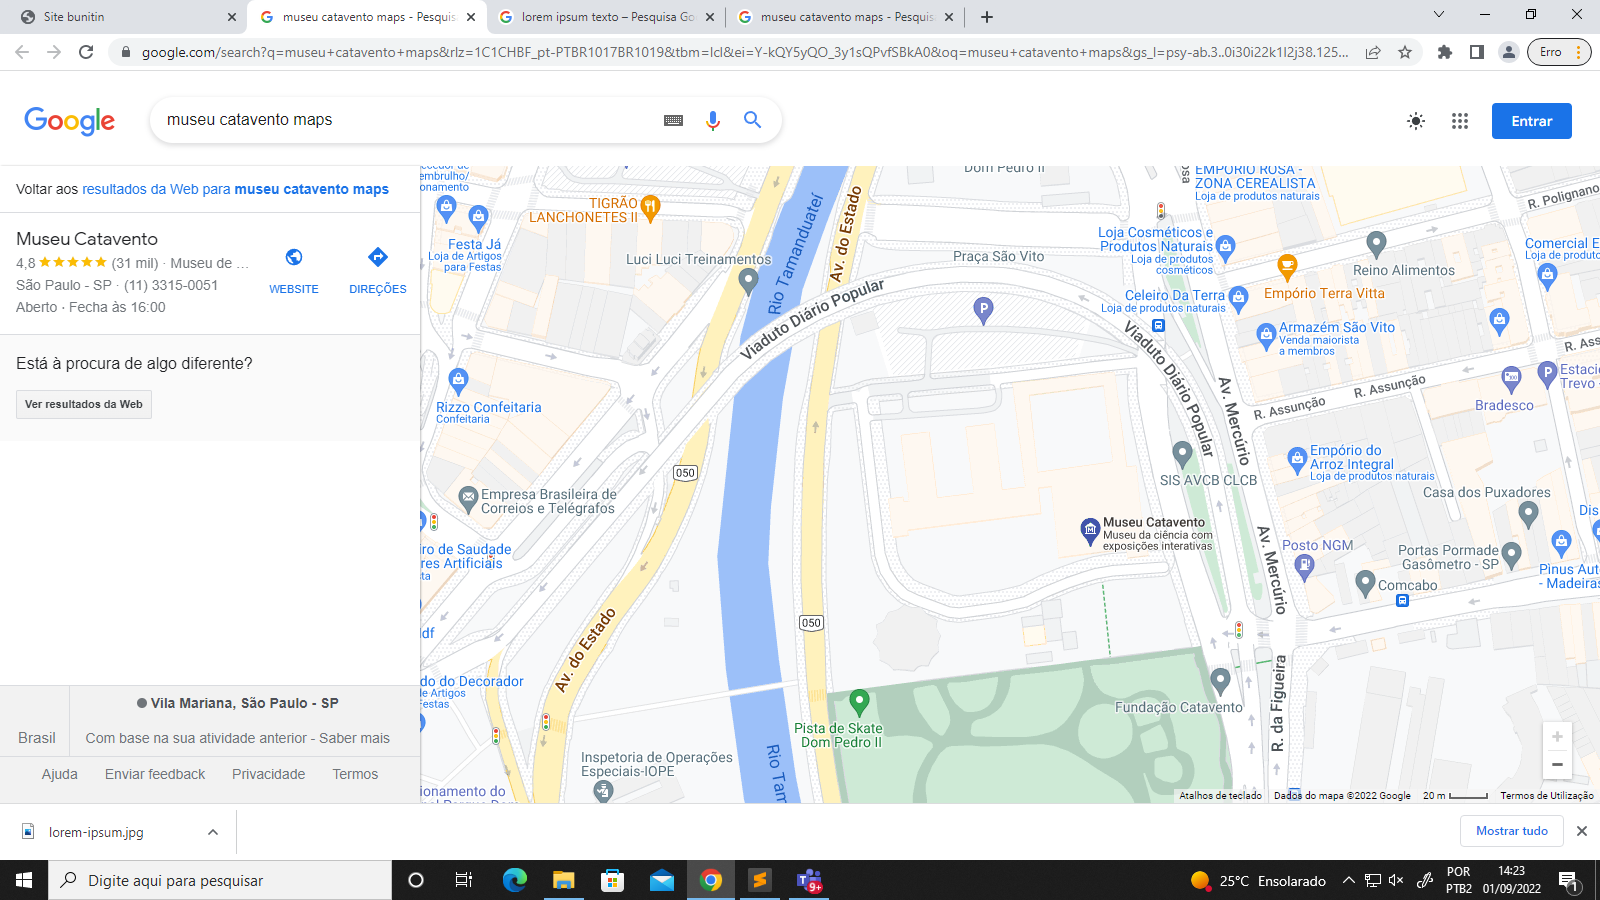 Site bunitin
museu catavento maps - Pesquis
lorem ipsum texto – Pesquisa Go
museu catavento maps - Pesquis
google.com/search?q=museu+catavento+maps&rlz=1C1CHBF_pt-PTBR1017BR1019&tbm=lcl&ei=Y-kQY5yQO_3y1sQPvfSBkA0&oq=museu+catavento+maps&gs_l=psy-ab.3..0i30i22k1l2j38.125...
Erro
Google
museu catavento maps
Entrar
Voltar aos resultados da Web para museu catavento maps
Museu Catavento
4,8 (31 mil) · Museu de ...
São Paulo - SP · (11) 3315-0051
Aberto · Fecha às 16:00
WEBSITE
DIREÇÕES
Está à procura de algo diferente?
Ver resultados da Web
Vila Mariana, São Paulo - SP
Brasil
Com base na sua atividade anterior - Saber mais
Ajuda
Enviar feedback
Privacidade
Termos
embrulho/
onamento
TIGRÃO
LANCHONETES II
Festa Já
Loja de Artigos
para Festas
Luci Luci Treinamentos
Rio Tamanduateí
Av. do Estado
Dom Pedro II
Praça São Vito
Viaduto Diário Popular
P
EMPÓRIO ROSA -
ZONA CEREALISTA
Loja de produtos naturais
R. Polignano
Loja Cosméticos e
Produtos Naturais
Loja de produtos
cosméticos
Reino Alimentos
Comercial E
Loja de produto
Empório Terra Vitta
Celeiro Da Terra
Loja de produtos naturais
Armazém São Vito
Venda maiorista
a membros
Viaduto Diário Popular
Av. Mercúrio
R. Ass
R. Assunção
R. Assunção
P
Estacio
Trevo -
Bradesco
Rizzo Confeitaria
Confeitaria
050
Empório do
Arroz Integral
Loja de produtos naturais
SIS AVCB CLCB
Casa dos Puxadores
Empresa Brasileira de
Correios e Telégrafos
Museu Catavento
Museu da ciência com
exposições interativas
Av. Mercúrio
Posto NGM
Dis
Portas Pormade
Gasômetro - SP
Pinus Aut
- Madeiras
Comcabo
ro de Saudade
res Artificiais
sta
050
Av. do Estado
df
do do Decorador
de Artigos
Festas
Pista de Skate
Dom Pedro II
Fundação Catavento
R. da Figueira
Inspetoria de Operações
Especiais-IOPE
Rio Tam
ionamento do
Atalhos de teclado
Dados do mapa ©2022 Google
20 m
Termos de Utilização
lorem-ipsum.jpg
Mostrar tudo
Digite aqui para pesquisar
9+
25°C Ensolarado
POR
PTB2
14:23
01/09/2022
1